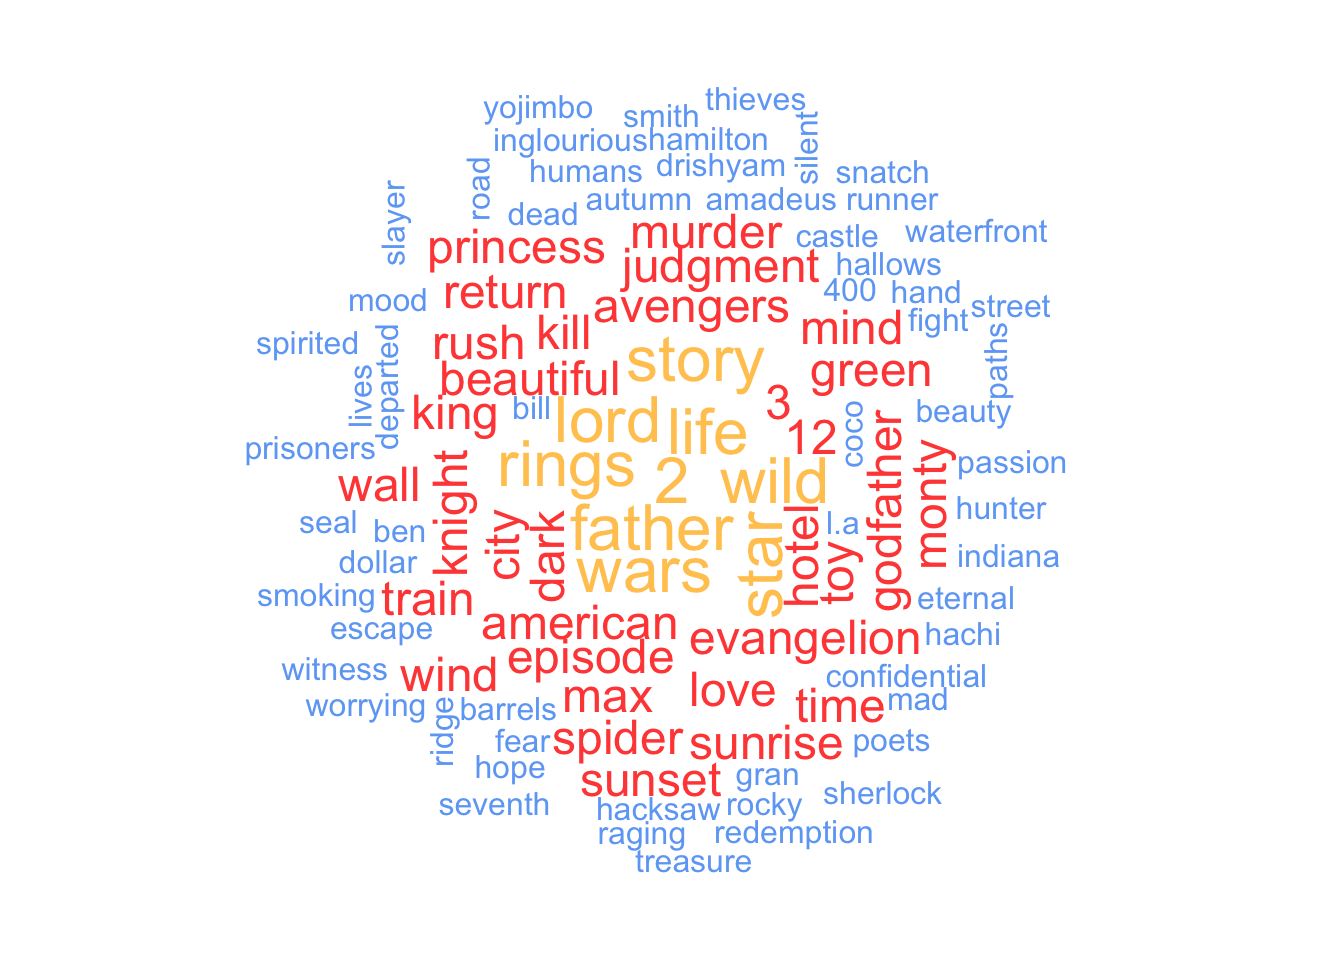 thieves
yojimbo
smith
inglourious
hamilton
silent
humans
drishyam
snatch
road
autumn
amadeus
runner
slayer
dead
murder
castle
waterfront
princess
judgment
hallows
mood
return
avengers
400
hand
street
spirited
rush
kill
mind
fight
paths
departed
story
green
lives
beautiful
king
bill
lord
life
3
12
coco
beauty
prisoners
rings
2
wild
godfather
monty
passion
wall
knight
seal
ben
city
dark
father
star
hotel
l.a
toy
hunter
dollar
wars
indiana
smoking
train
eternal
escape
american
evangelion
hachi
witness
wind
episode
love
confidential
worrying
ridge
barrels
max
time
mad
fear
spider
sunrise
poets
hope
sunset
gran
sherlock
seventh
hacksaw
rocky
raging
redemption
treasure